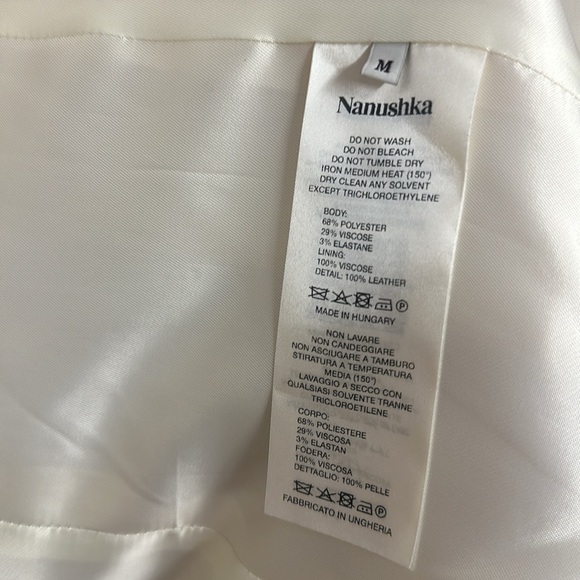 M
Nanushka
DO NOT WASH
DO NOT BLEACH
DO NOT TUMBLE DRY
IRON MEDIUM HEAT (150°)
DRY CLEAN ANY SOLVENT
EXCEPT TRICHLOROETHYLENE
BODY:
68% POLYESTER
29% VISCOSE
3% ELASTANE
LINING:
100% VISCOSE
DETAIL: 100% LEATHER
P
MADE IN HUNGARY
NON LAVARE
NON CANDEGGIARE
NON ASCIUGARE A TAMBURO
STIRATURA A TEMPERATURA
MEDIA (150°)
LAVAGGIO A SECCO CON
QUALSIASI SOLVENTE TRANNE
TRICLOROETILENE
CORPO:
68% POLIESTERE
29% VISCOSA
3% ELASTAN
FODERA:
100% VISCOSA
DETTAGLIO: 100% PELLE
P
FABBRICATO IN UNGHERIA